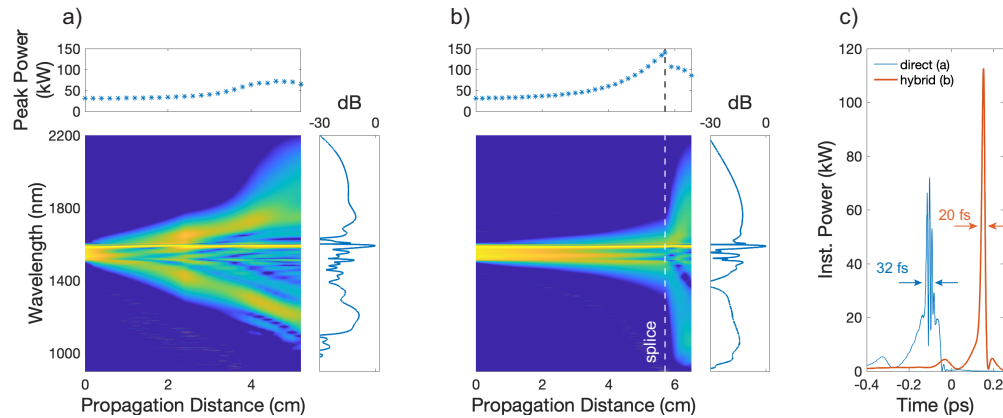 a)
Peak Power
(kW)
150
100
50
0
dB
-30 0
2200
1800
1400
1000
Wavelength (nm)
0 2 4
Propagation Distance (cm)
b)
150
100
50
0
dB
-30 0
splice
0 2 4 6
Propagation Distance (cm)
c)
120
100
80
60
40
20
0
Inst. Power (kW)
direct (a)
hybrid (b)
20 fs
32 fs
-0.4 -0.2 0 0.2
Time (ps)